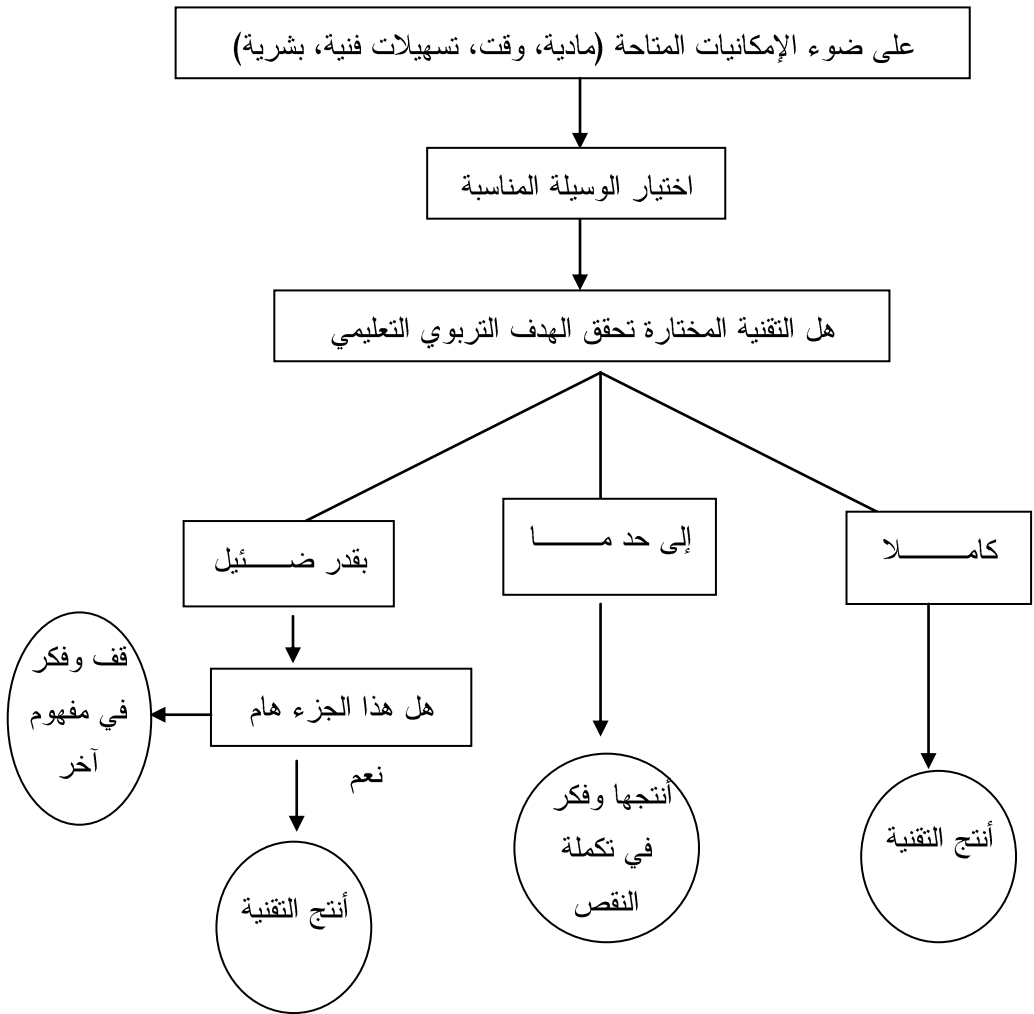 على ضوء الإمكانيات المتاحة (مادية، وقت، تسهيلات فنية، بشرية)
اختيار الوسيلة المناسبة
هل التقنية المختارة تحقق الهدف التربوي التعليمي
كامـــــــلا
إلى حد مـــــــا
بقدر ضـــــئيل
هل هذا الجزء هام
قف وفكر
في مفهوم
آخر
نعم
أنتجها وفكر
في تكملة
النقص
أنتج التقنية
أنتج التقنية